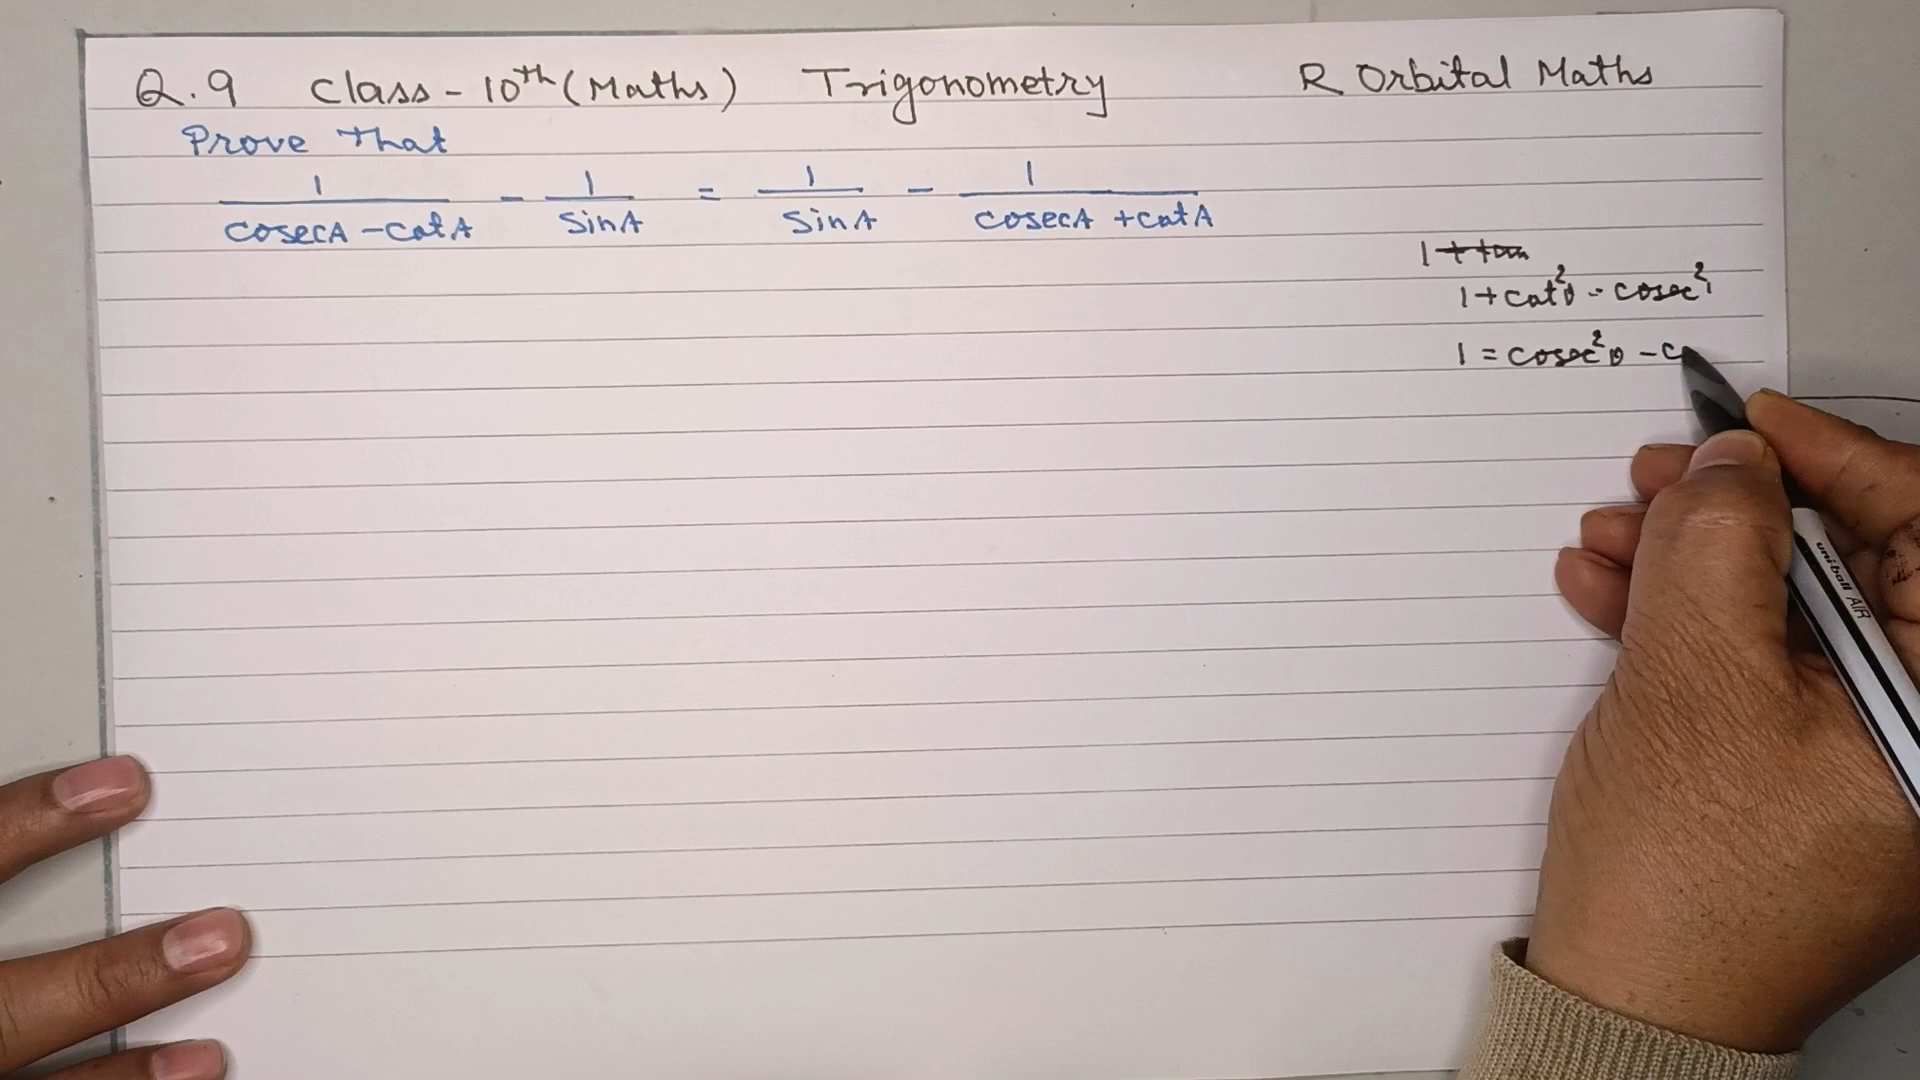 Q.9 Class - 10th (Maths) Trigonometry R Orbital Maths
Prove That
1/(cosecA - cotA) - 1/sinA = 1/sinA - 1/(cosecA + cotA)
1 + tan
1 + cot²θ = cosec²
1 = cosec²θ - c
uniball AIR